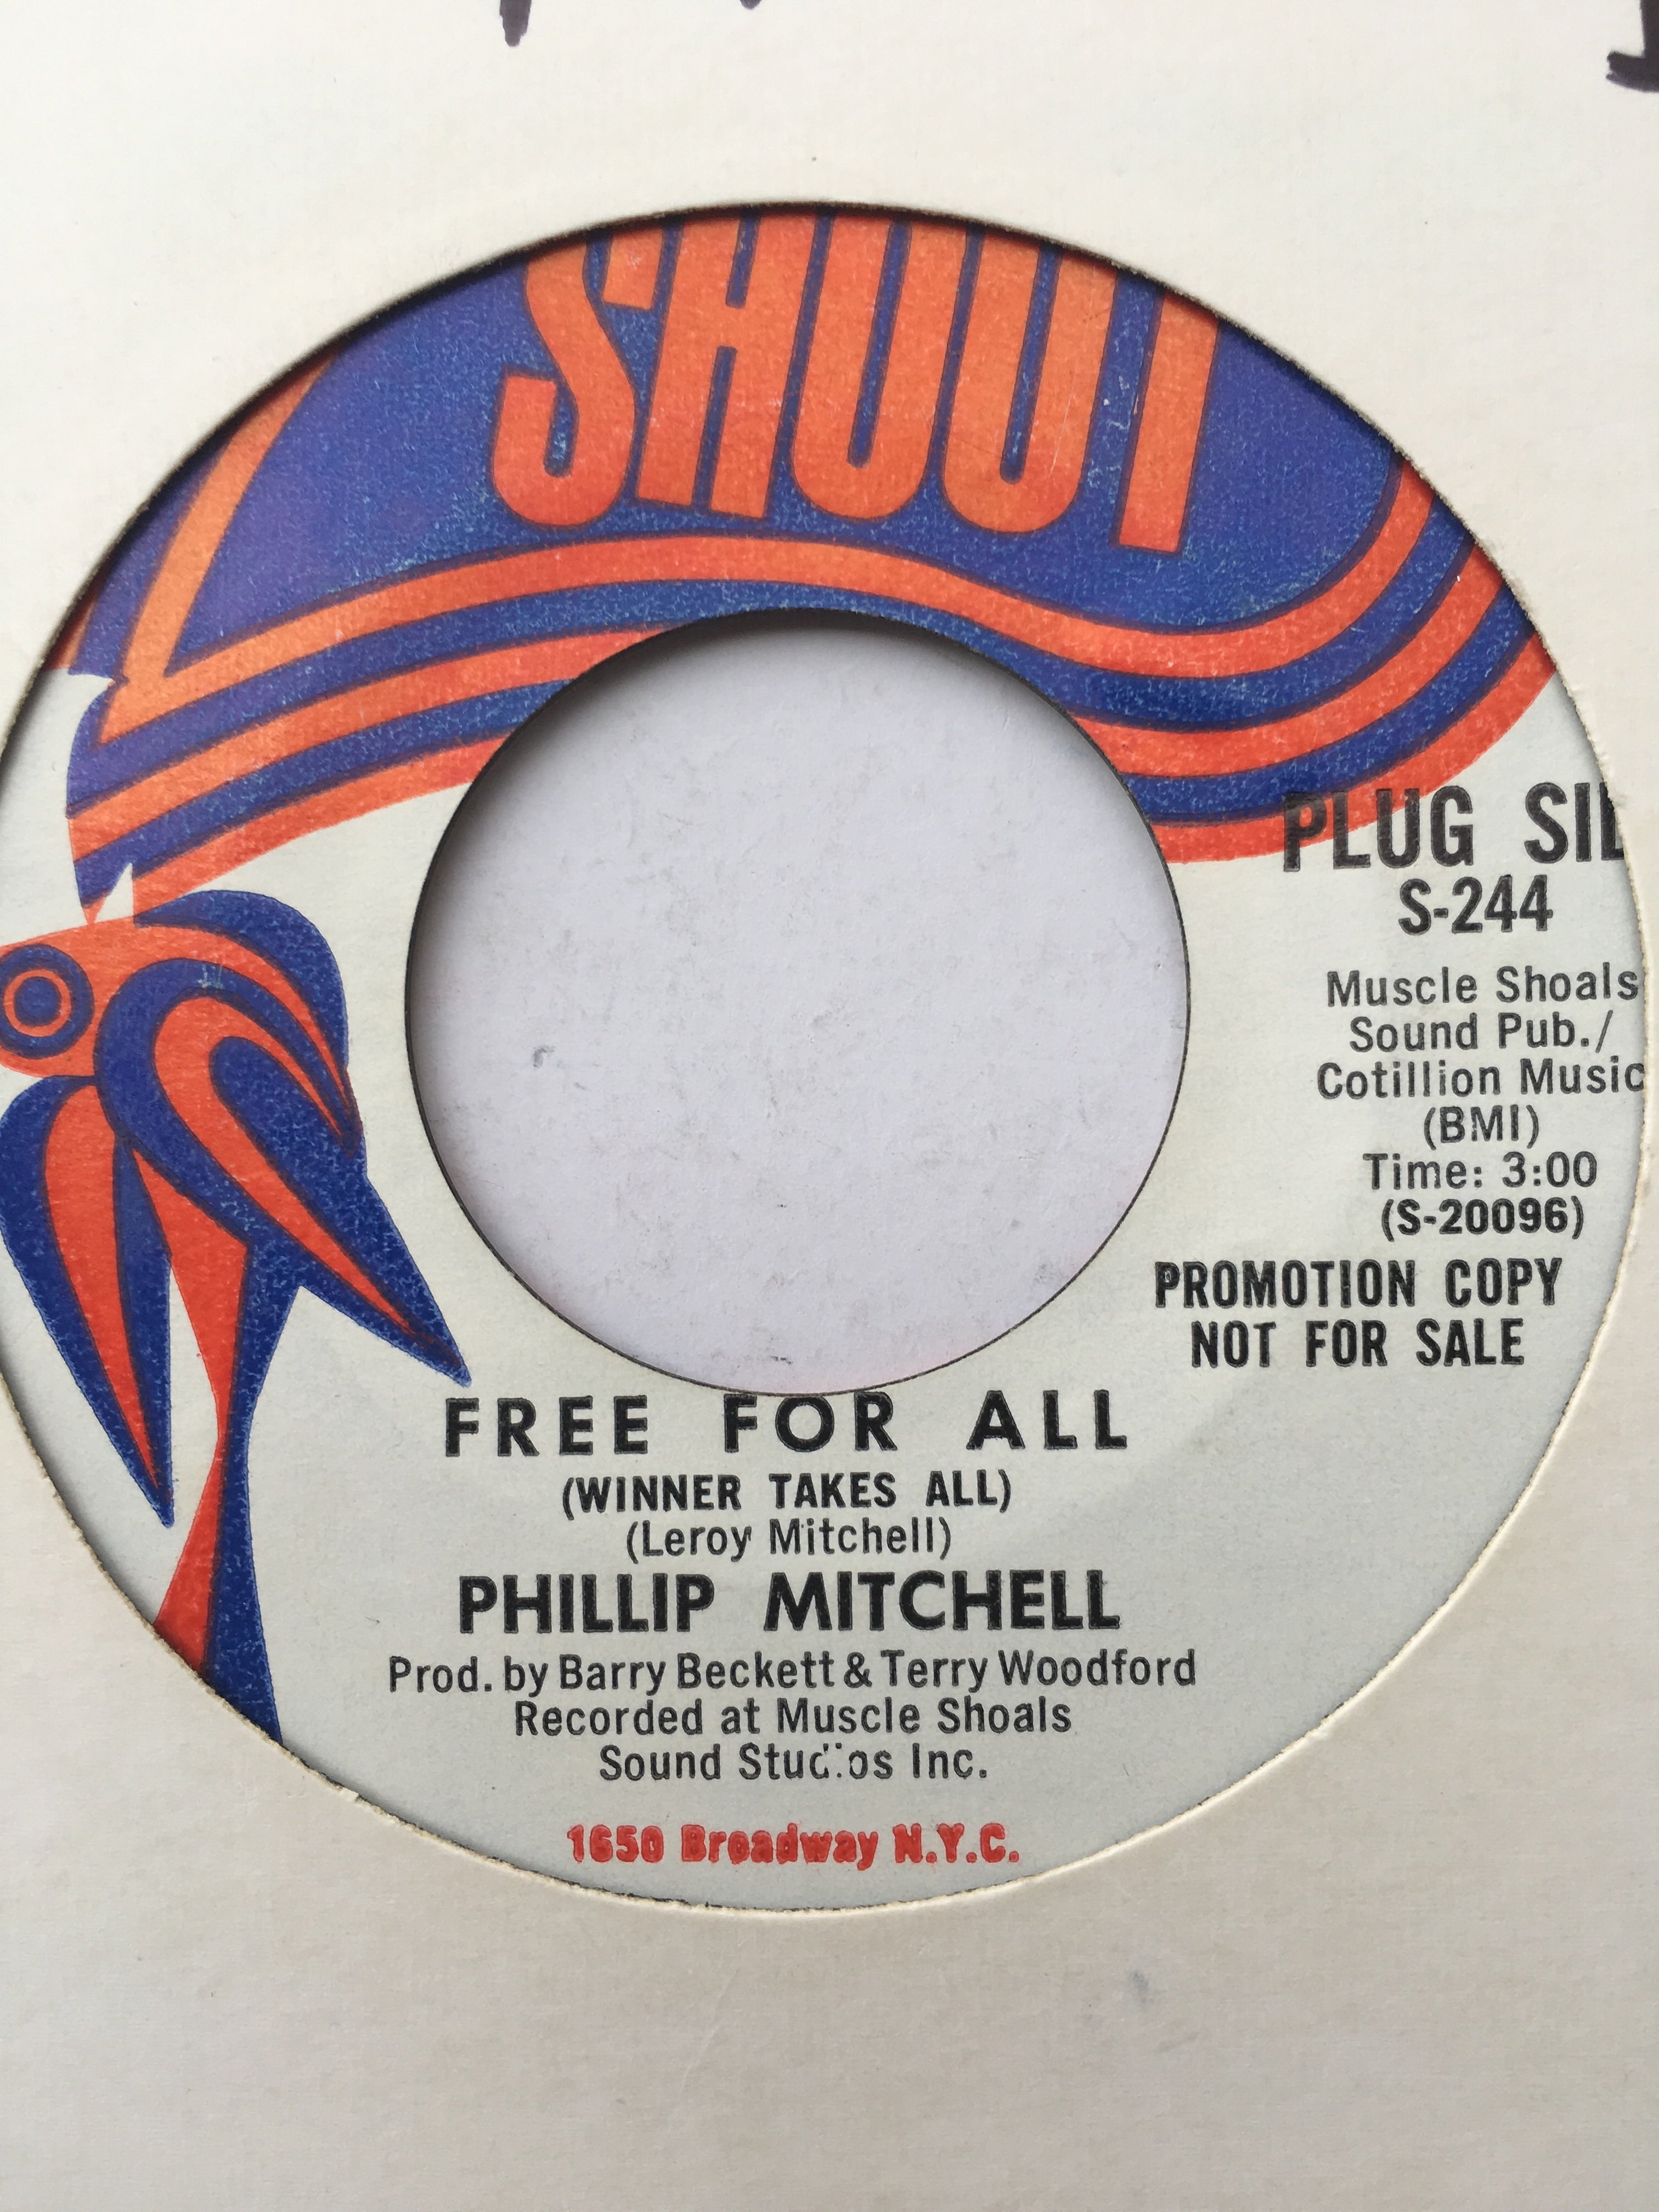 SHOUT
PLUG SID
S-244
Muscle Shoals
Sound Pub./
Cotillion Music
(BMI)
Time: 3:00
(S-20096)
PROMOTION COPY
NOT FOR SALE
FREE FOR ALL
(WINNER TAKES ALL)
(Leroy Mitchell)
PHILLIP MITCHELL
Prod. by Barry Beckett & Terry Woodford
Recorded at Muscle Shoals
Sound Studios Inc.
1650 Broadway N.Y.C.